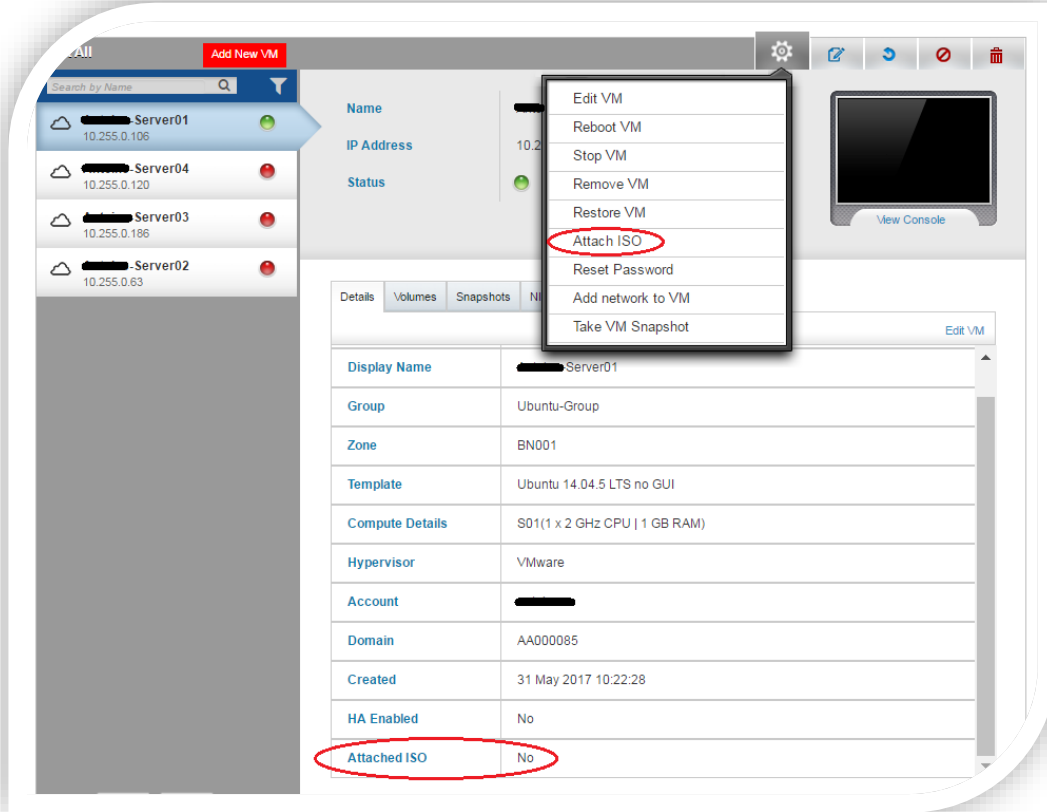 All
Add New VM
Search by Name
-Server01
10.255.0.106
-Server04
10.255.0.120
Server03
10.255.0.186
-Server02
10.255.0.63
Name
IP Address
10.2
Status
Edit VM
Reboot VM
Stop VM
Remove VM
Restore VM
Attach ISO
Reset Password
Add network to VM
Take VM Snapshot
View Console
Details Volumes Snapshots
Edit VM
Display Name -Server01
Group Ubuntu-Group
Zone BN001
Template Ubuntu 14.04.5 LTS no GUI
Compute Details S01(1 x 2 GHz CPU | 1 GB RAM)
Hypervisor VMware
Account
Domain AA000085
Created 31 May 2017 10:22:28
HA Enabled No
Attached ISO No